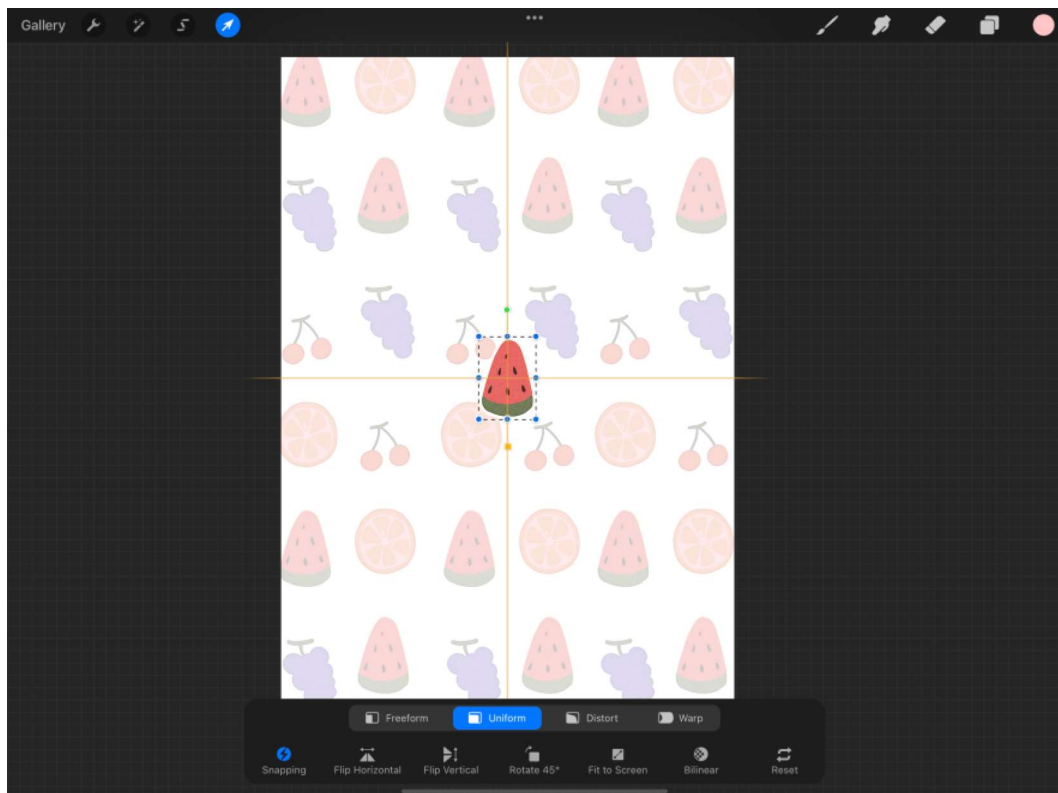 Gallery
Freeform Uniform Distort Warp
Snapping Flip Horizontal Flip Vertical Rotate 45° Fit to Screen Bilinear Reset